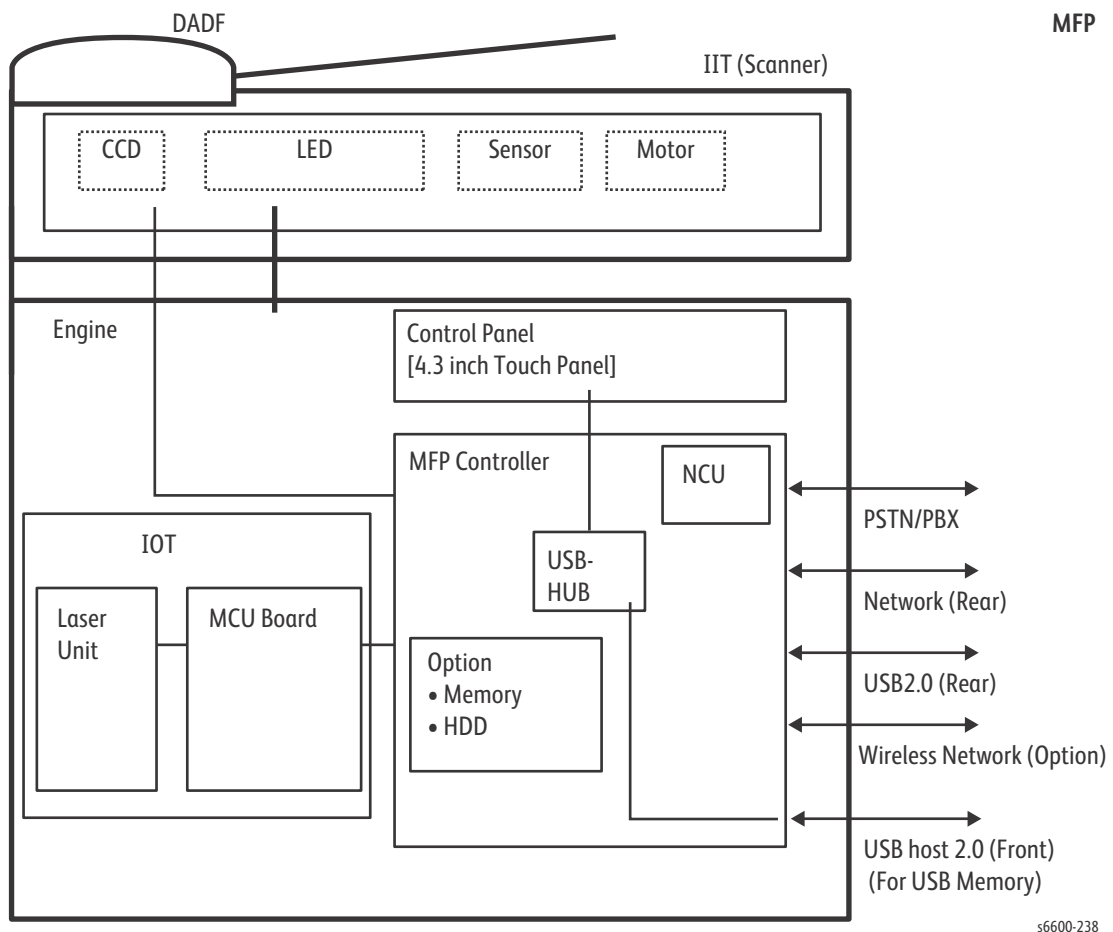 DADF
MFP
IIT (Scanner)
CCD
LED
Sensor
Motor
Engine
Control Panel
[4.3 inch Touch Panel]
MFP Controller
NCU
PSTN/PBX
IOT
USB-
HUB
Network (Rear)
Laser
Unit
MCU Board
Option
• Memory
• HDD
USB2.0 (Rear)
Wireless Network (Option)
USB host 2.0 (Front)
(For USB Memory)
s6600-238